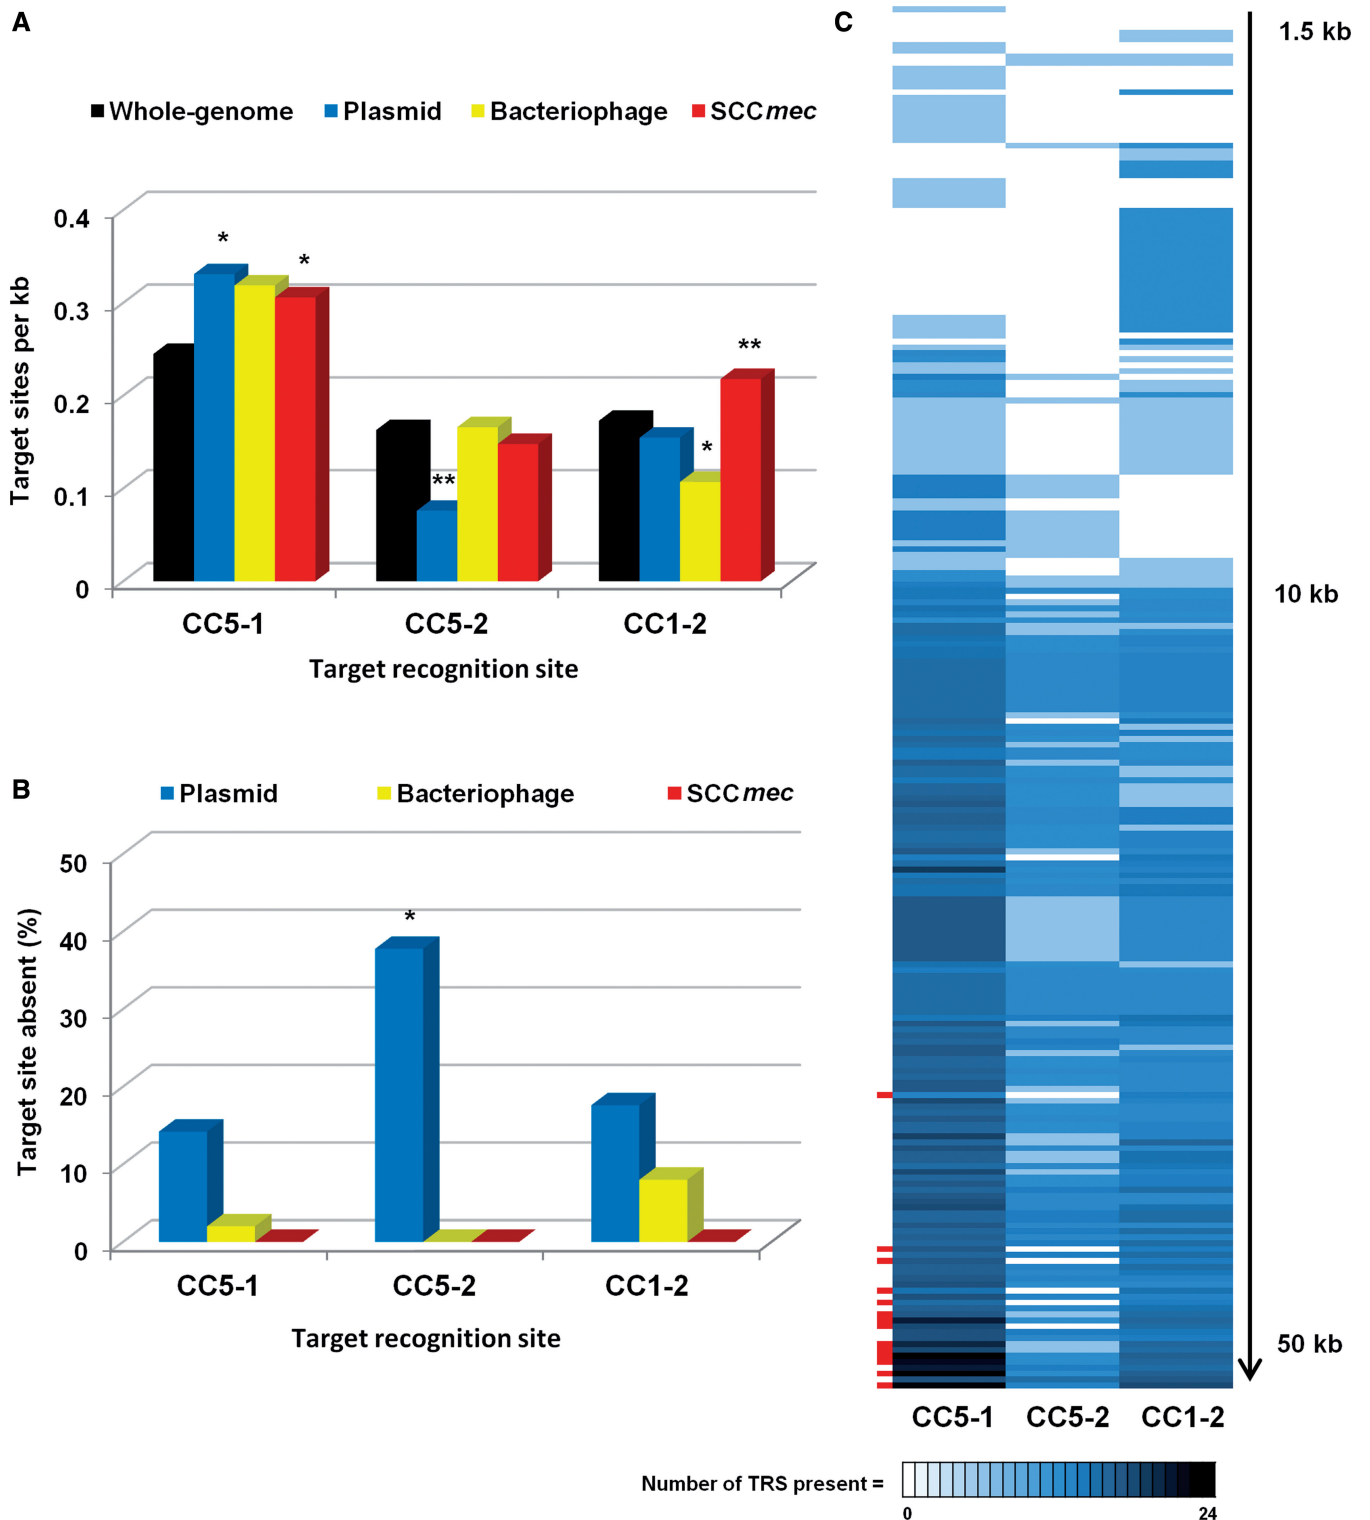 A
Whole-genome Plasmid Bacteriophage SCCmec
Target sites per kb
0.4
0.3
0.2
0.1
0
*
*
**
*
**
CC5-1 CC5-2 CC1-2
Target recognition site
B
Plasmid Bacteriophage SCCmec
Target site absent (%)
50
40
30
20
10
0
*
CC5-1 CC5-2 CC1-2
Target recognition site
C
1.5 kb
10 kb
50 kb
CC5-1 CC5-2 CC1-2
Number of TRS present =
0 24